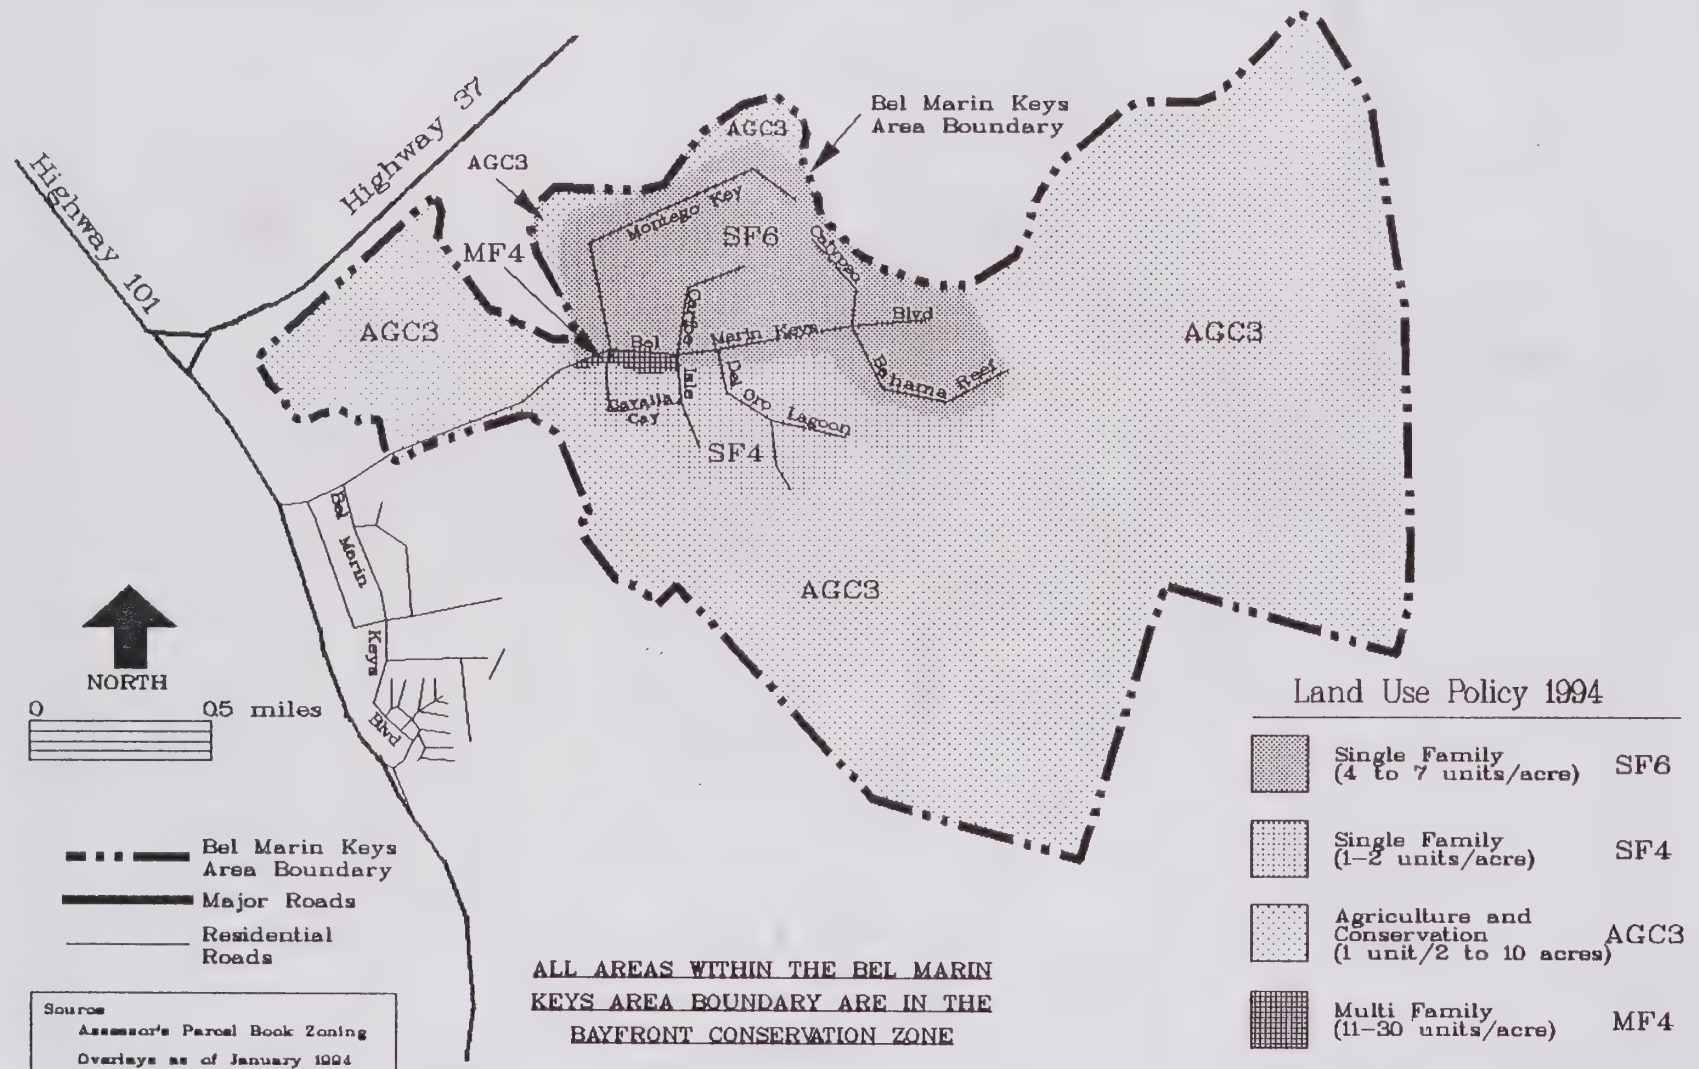 Highway 37
Highway 101
Bel Marin Keys
Area Boundary
AGC3
AGC3
MF4
Montego Key
SF6
Calypso
AGC3
Caribe
Bel Marin Keys Blvd
AGC3
Isle
Del Oro Lagoon
Bahama Reef
Cavalla
Cay
SF4
AGC3
Bel Marin Keys Blvd
NORTH
0 0.5 miles
Bel Marin Keys
Area Boundary
Major Roads
Residential
Roads
Source
Assessor's Parcel Book Zoning
Overlays as of January 1994
ALL AREAS WITHIN THE BEL MARIN
KEYS AREA BOUNDARY ARE IN THE
BAYFRONT CONSERVATION ZONE
Land Use Policy 1994
Single Family
(4 to 7 units/acre) SF6
Single Family
(1-2 units/acre) SF4
Agriculture and
Conservation
(1 unit/2 to 10 acres) AGC3
Multi Family
(11-30 units/acre) MF4